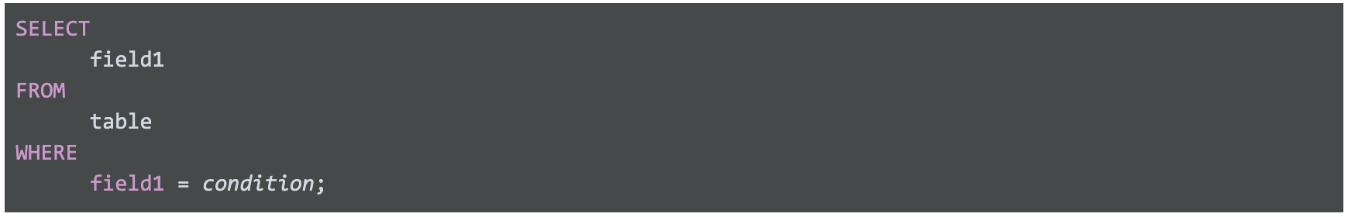 SELECT
field1
FROM
table
WHERE
field1 = condition;